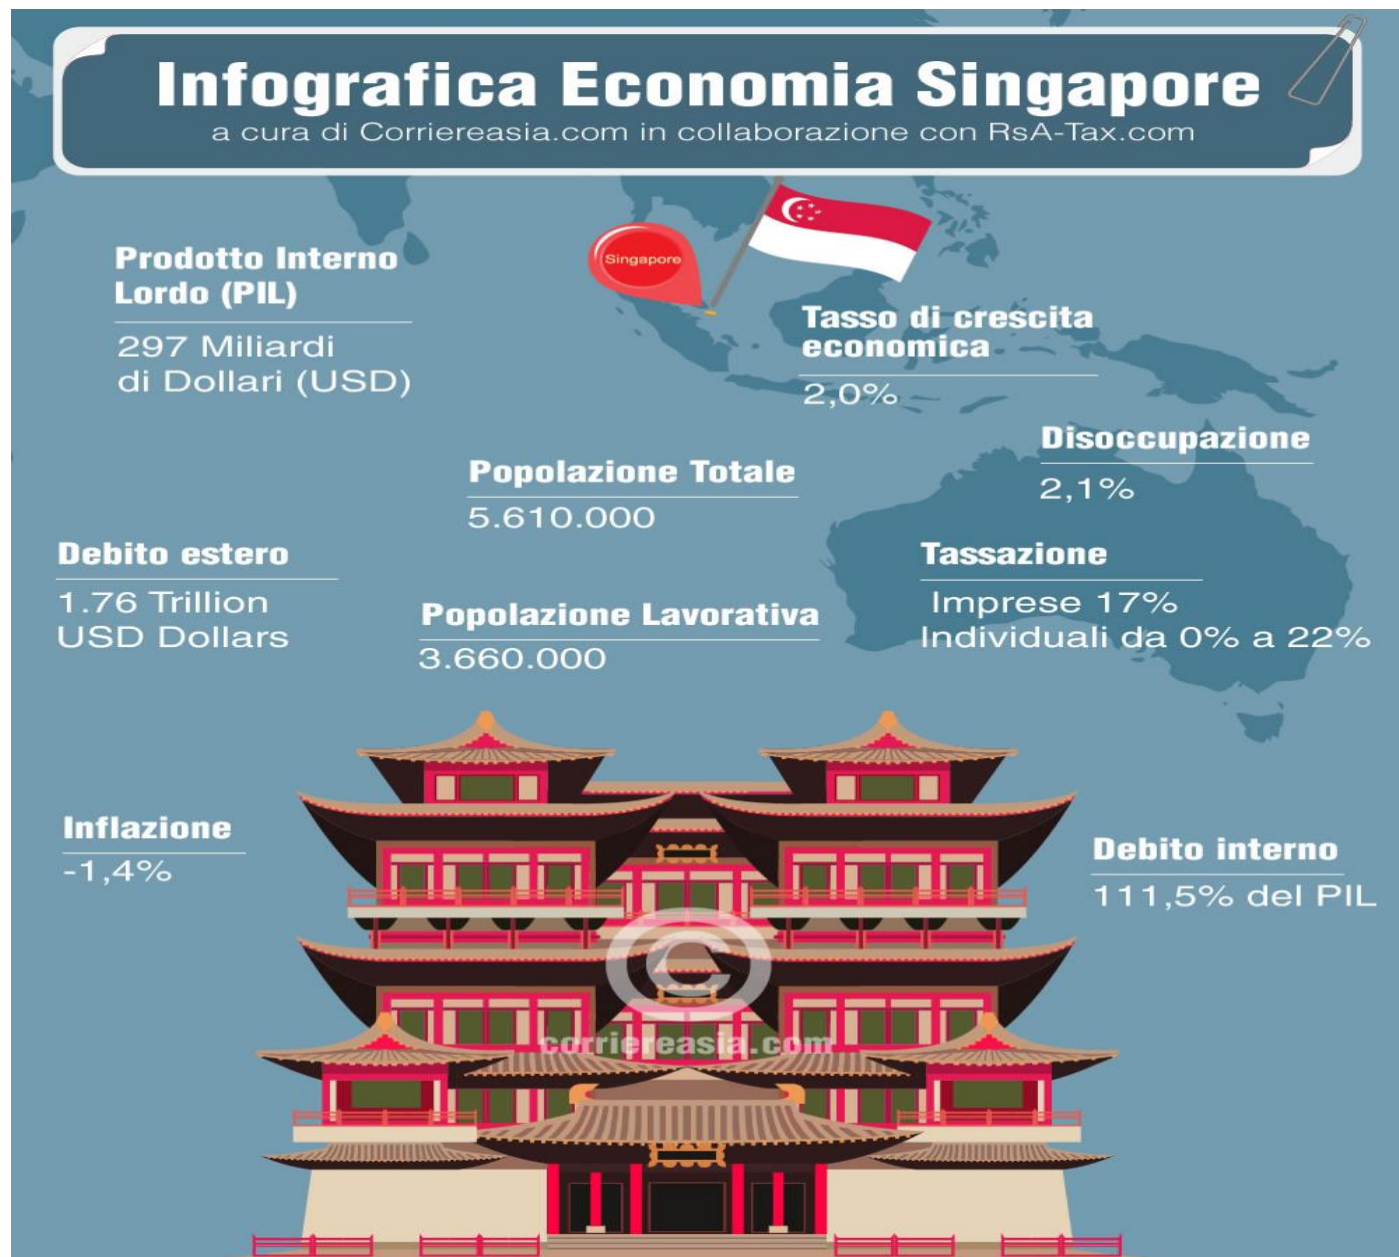 Infografica Economia Singapore
a cura di Corriereasia.com in collaborazione con RsA-Tax.com
Singapore
Prodotto Interno
Lordo (PIL)
297 Miliardi
di Dollari (USD)
Tasso di crescita
economica
2,0%
Disoccupazione
2,1%
Popolazione Totale
5.610.000
Debito estero
1.76 Trillion
USD Dollars
Tassazione
Imprese 17%
Individuali da 0% a 22%
Popolazione Lavorativa
3.660.000
Inflazione
-1,4%
Debito interno
111,5% del PIL
©
corriereasia.com